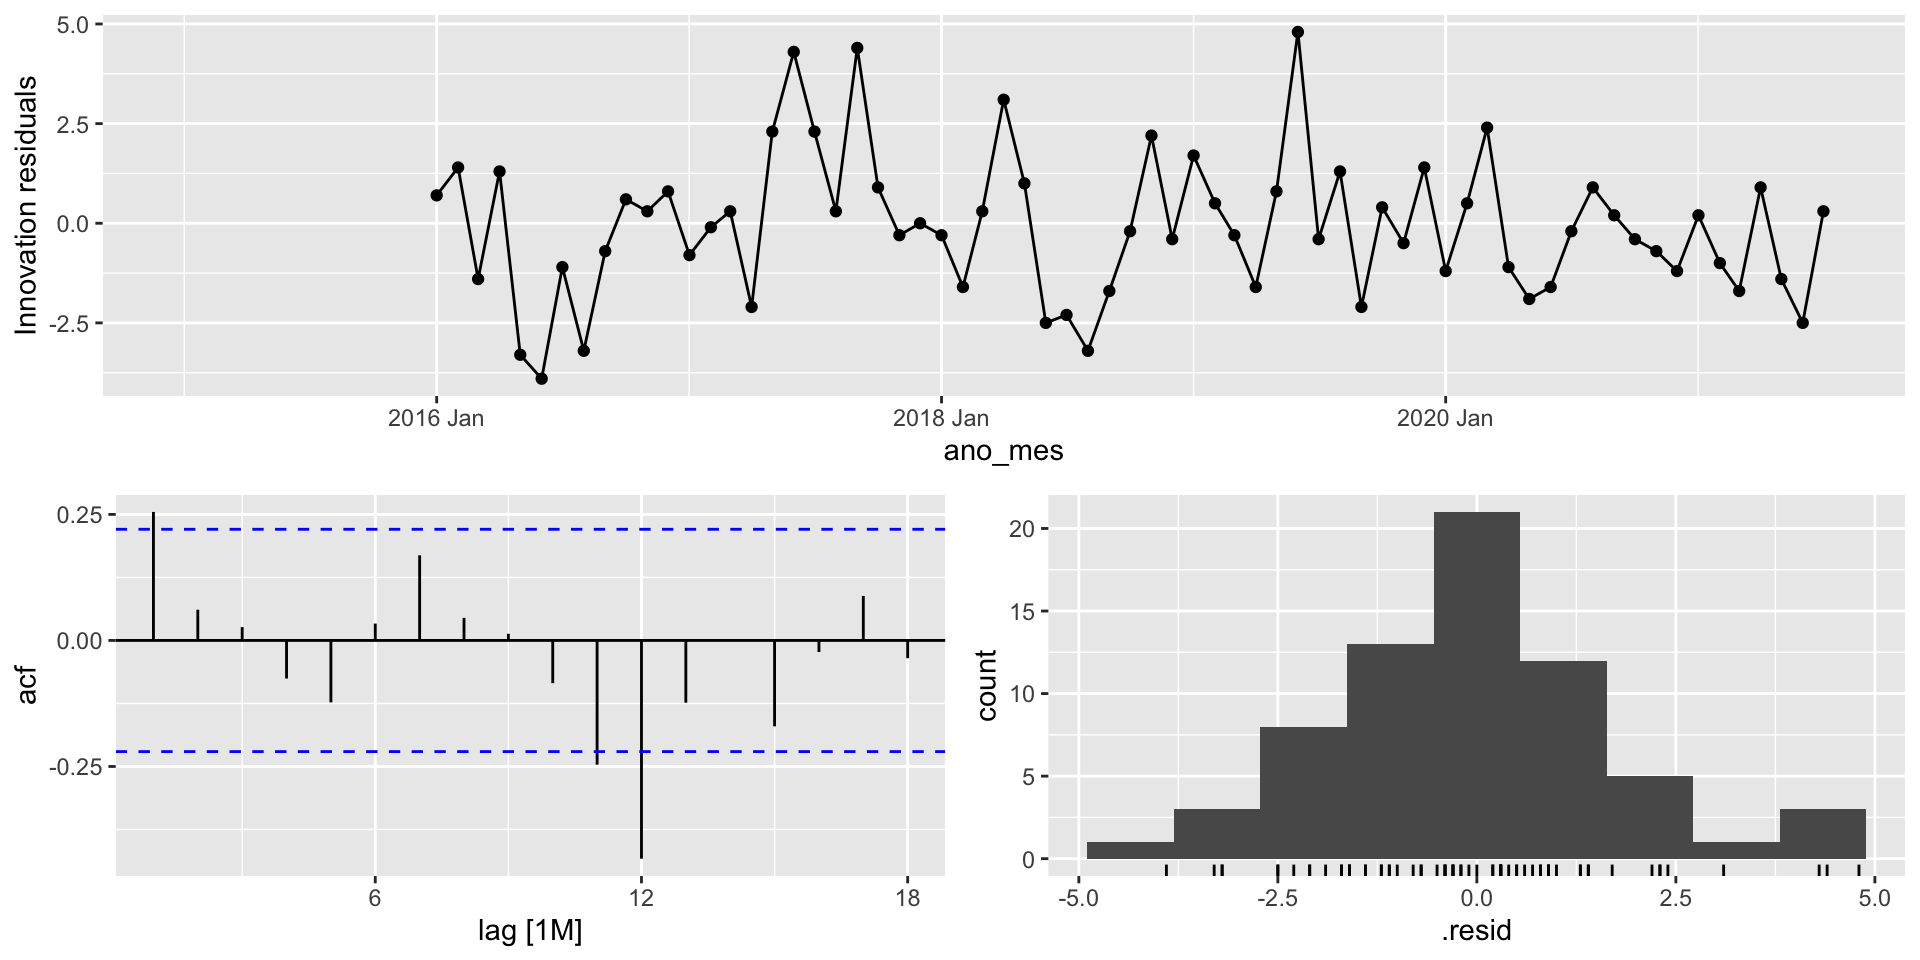 5.0
2.5
0.0
-2.5
Innovation residuals
2016 Jan 2018 Jan 2020 Jan
ano_mes
0.25
0.00
-0.25
acf
6 12 18
lag [1M]
20
15
10
5
0
count
-5.0 -2.5 0.0 2.5 5.0
.resid